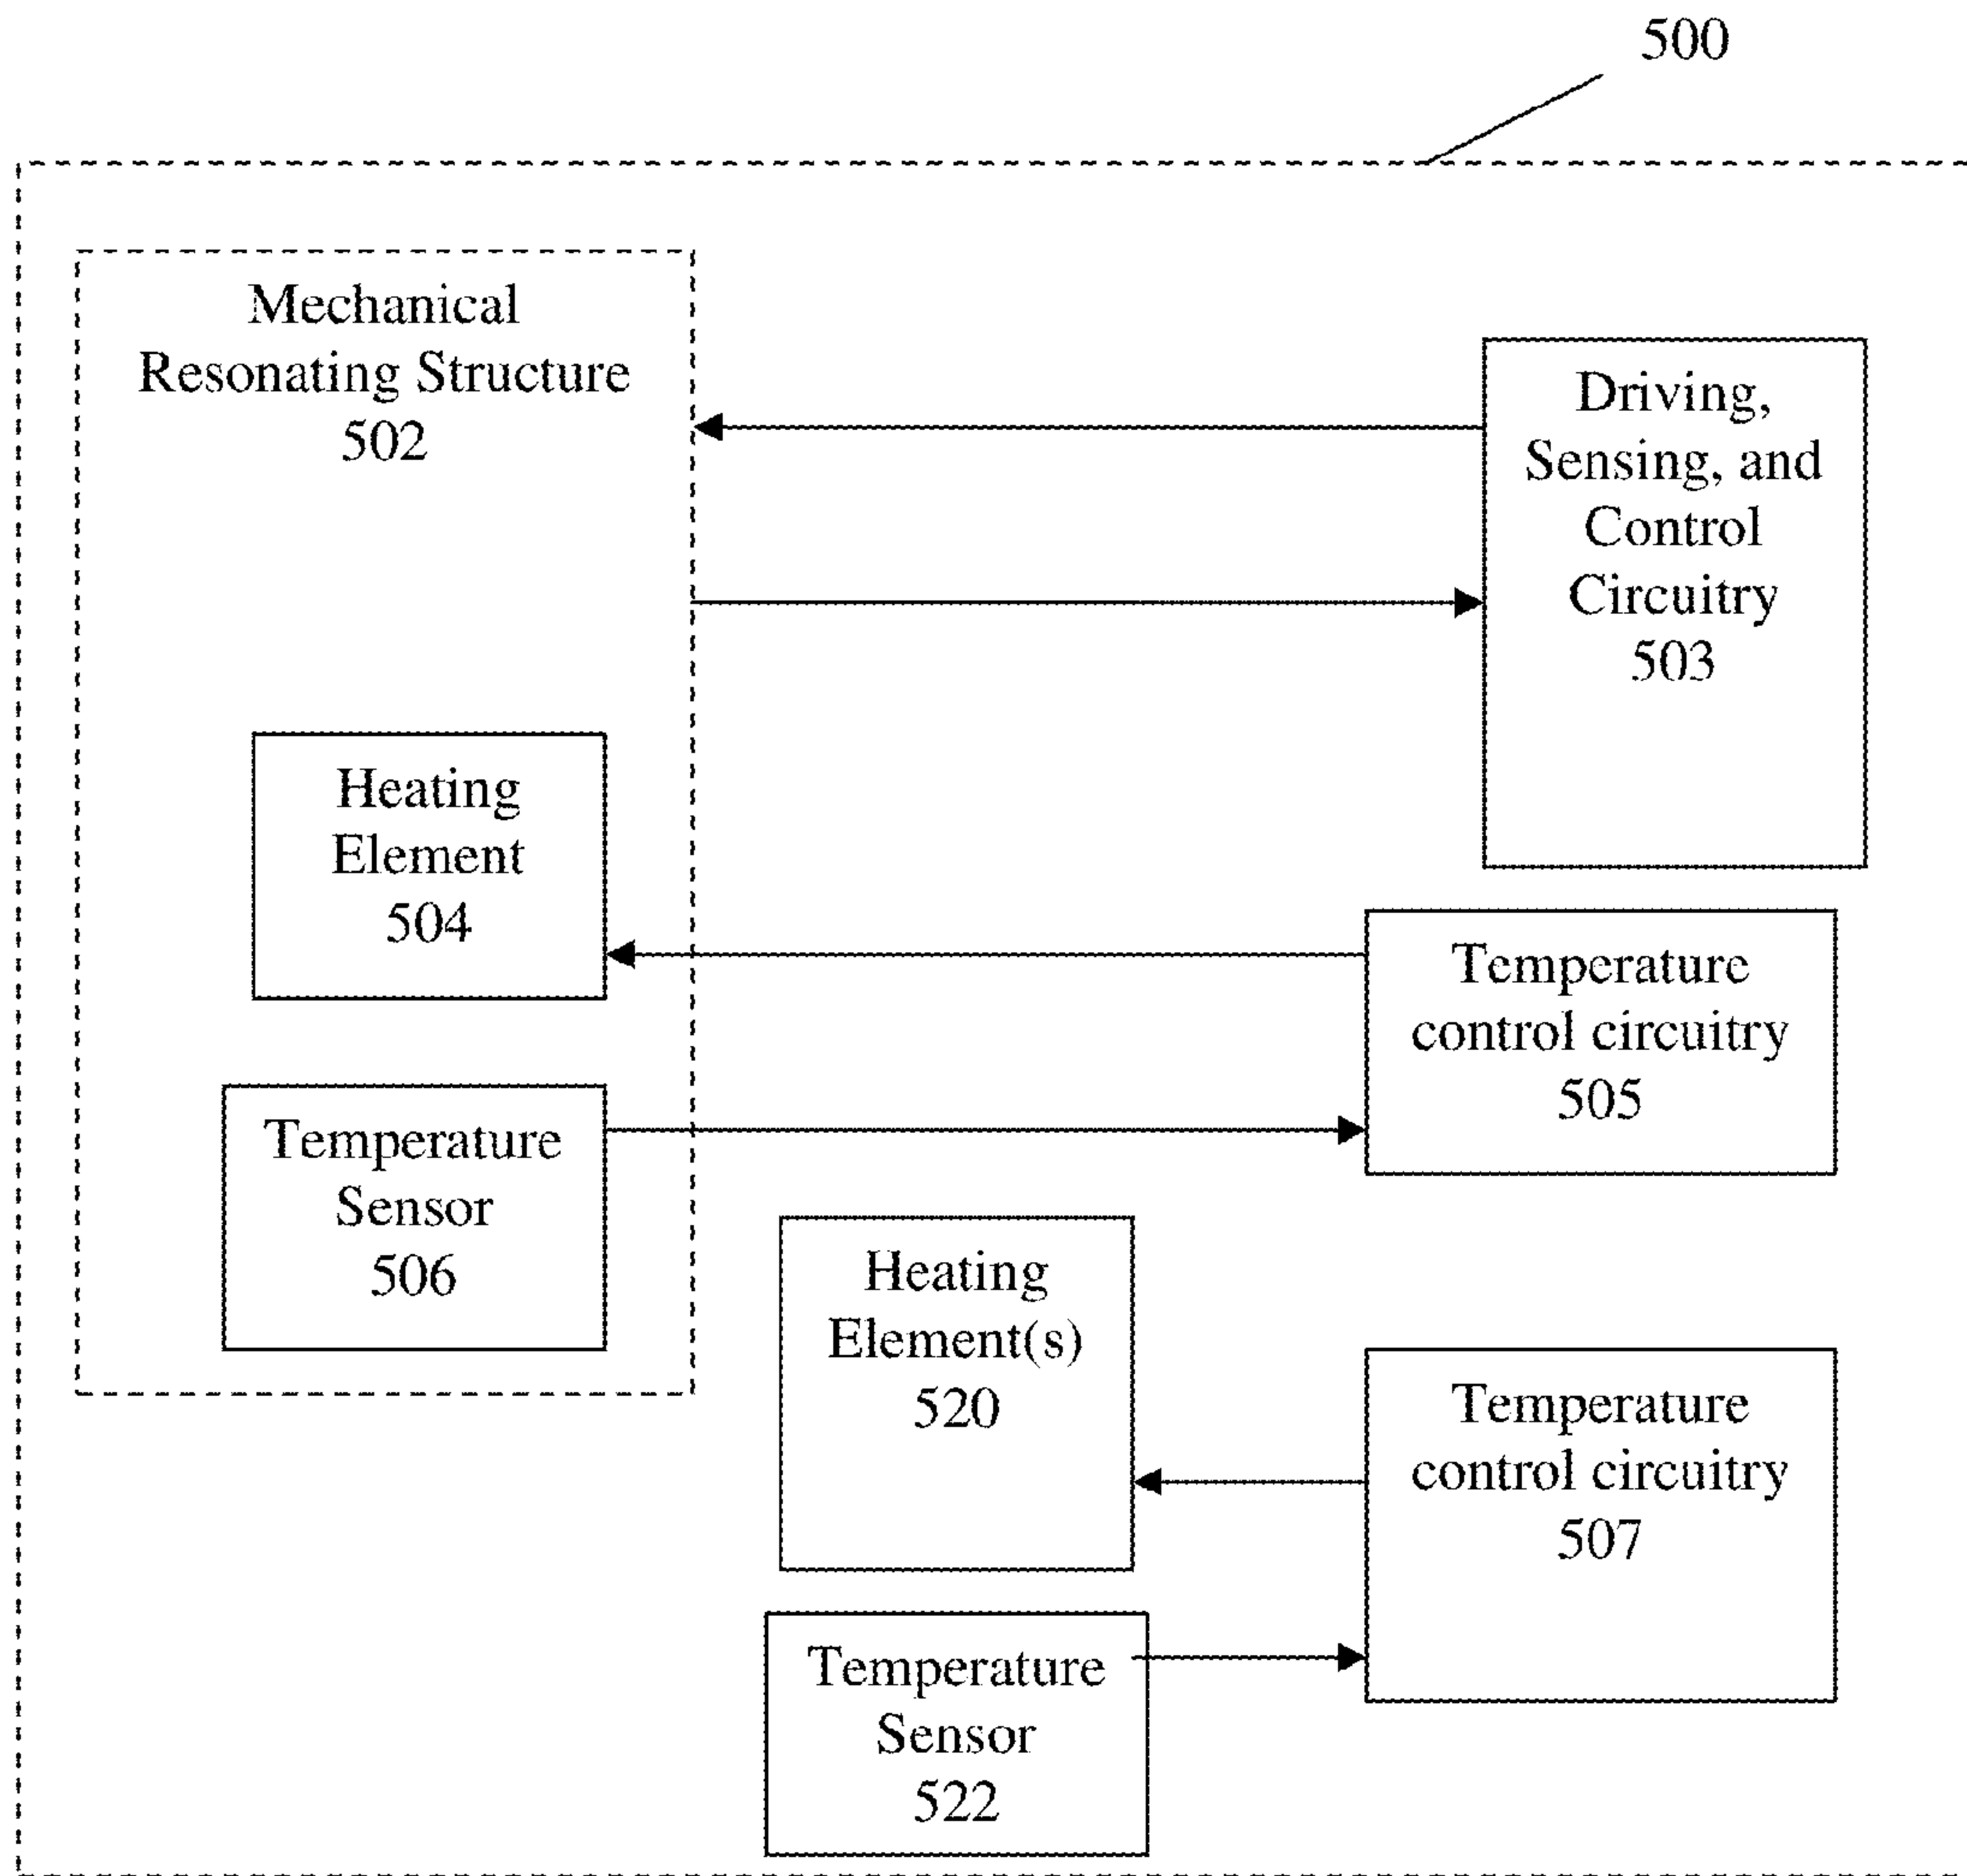 500
Mechanical
Resonating Structure
502
Driving,
Sensing, and
Control
Circuitry
503
Heating
Element
504
Temperature
control circuitry
505
Temperature
Sensor
506
Heating
Element(s)
520
Temperature
control circuitry
507
Temperature
Sensor
522